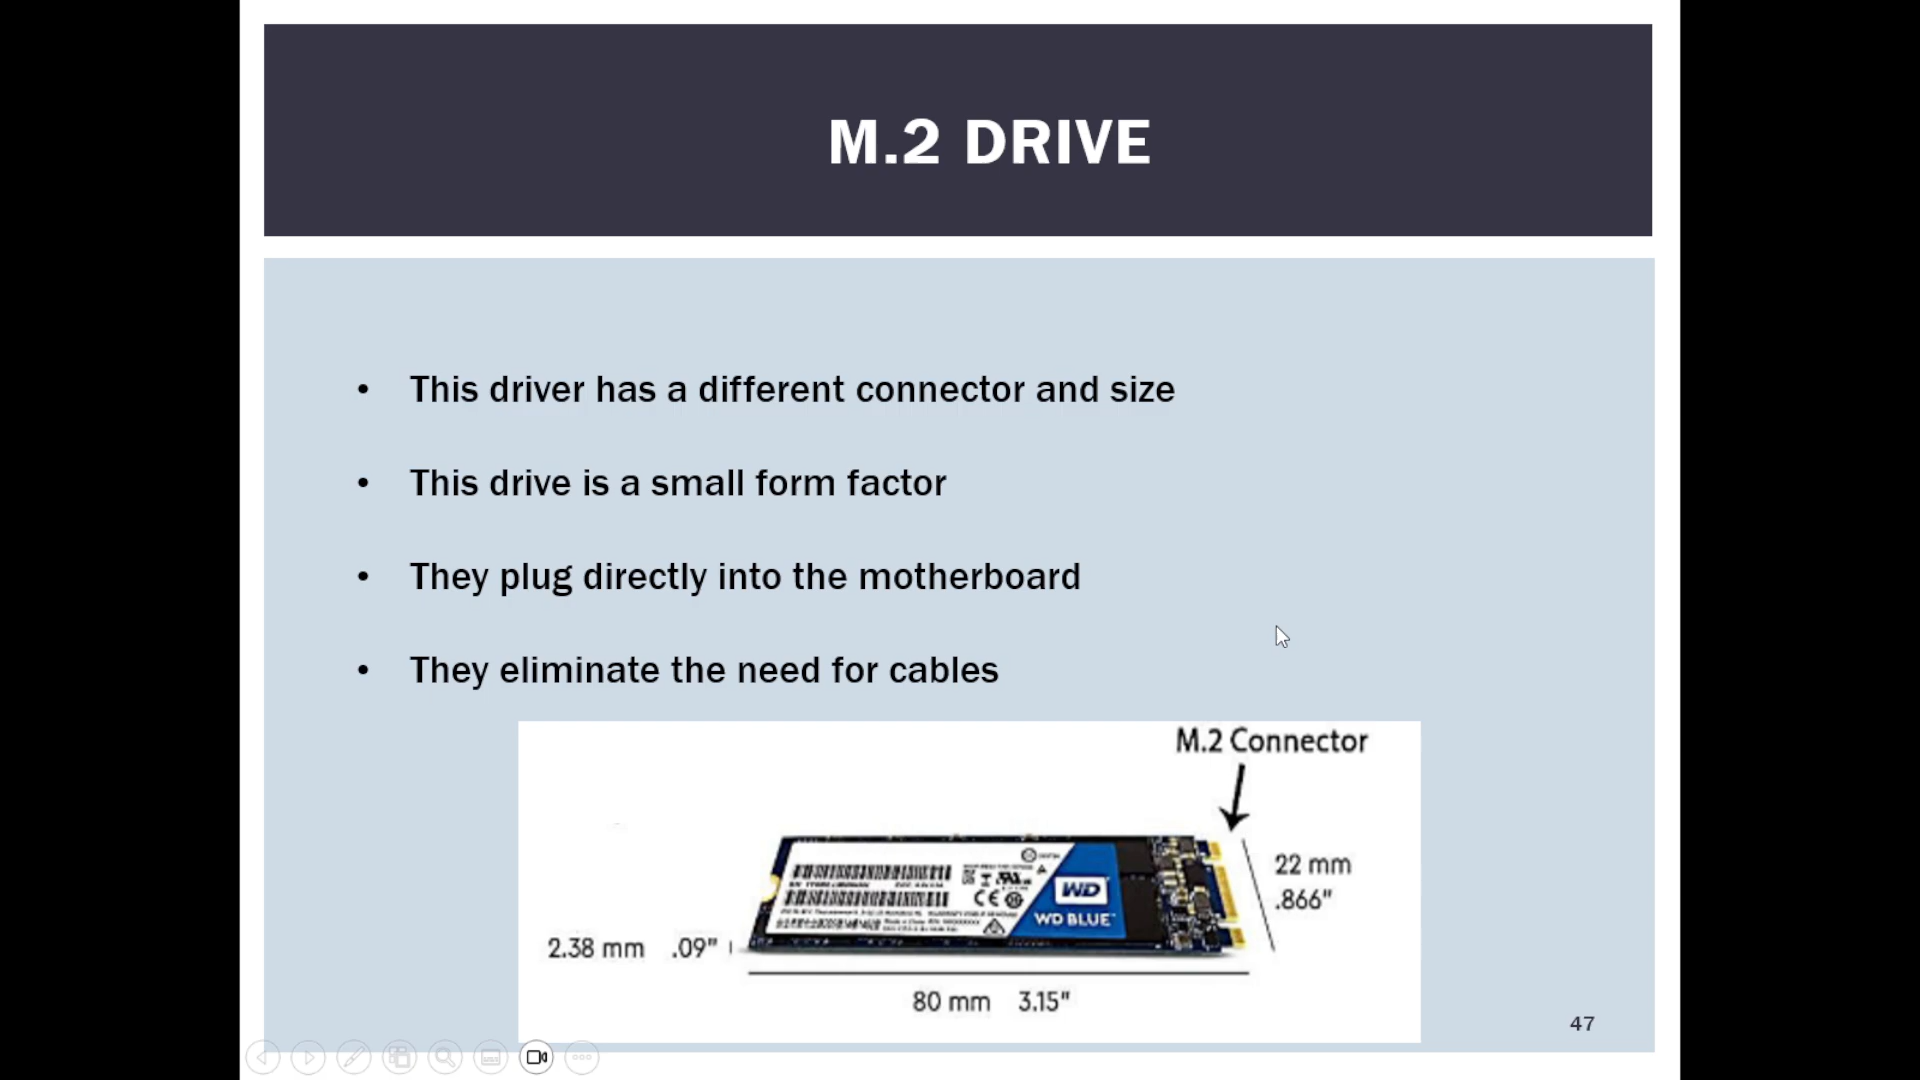 M.2 DRIVE
• This driver has a different connector and size
• This drive is a small form factor
• They plug directly into the motherboard
• They eliminate the need for cables
M.2 Connector
22 mm
.866"
WD
WD BLUE
2.38 mm .09"
80 mm 3.15"
47